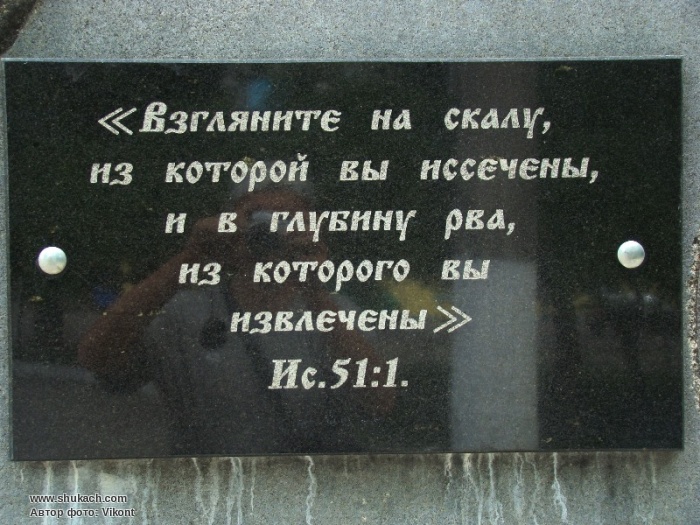 «Взгляните на скалу,
из которой вы иссечены,
и в глубину рва,
из которого вы
извлечены»
Ис.51:1.
www.shukach.com
Автор фото: Vikont